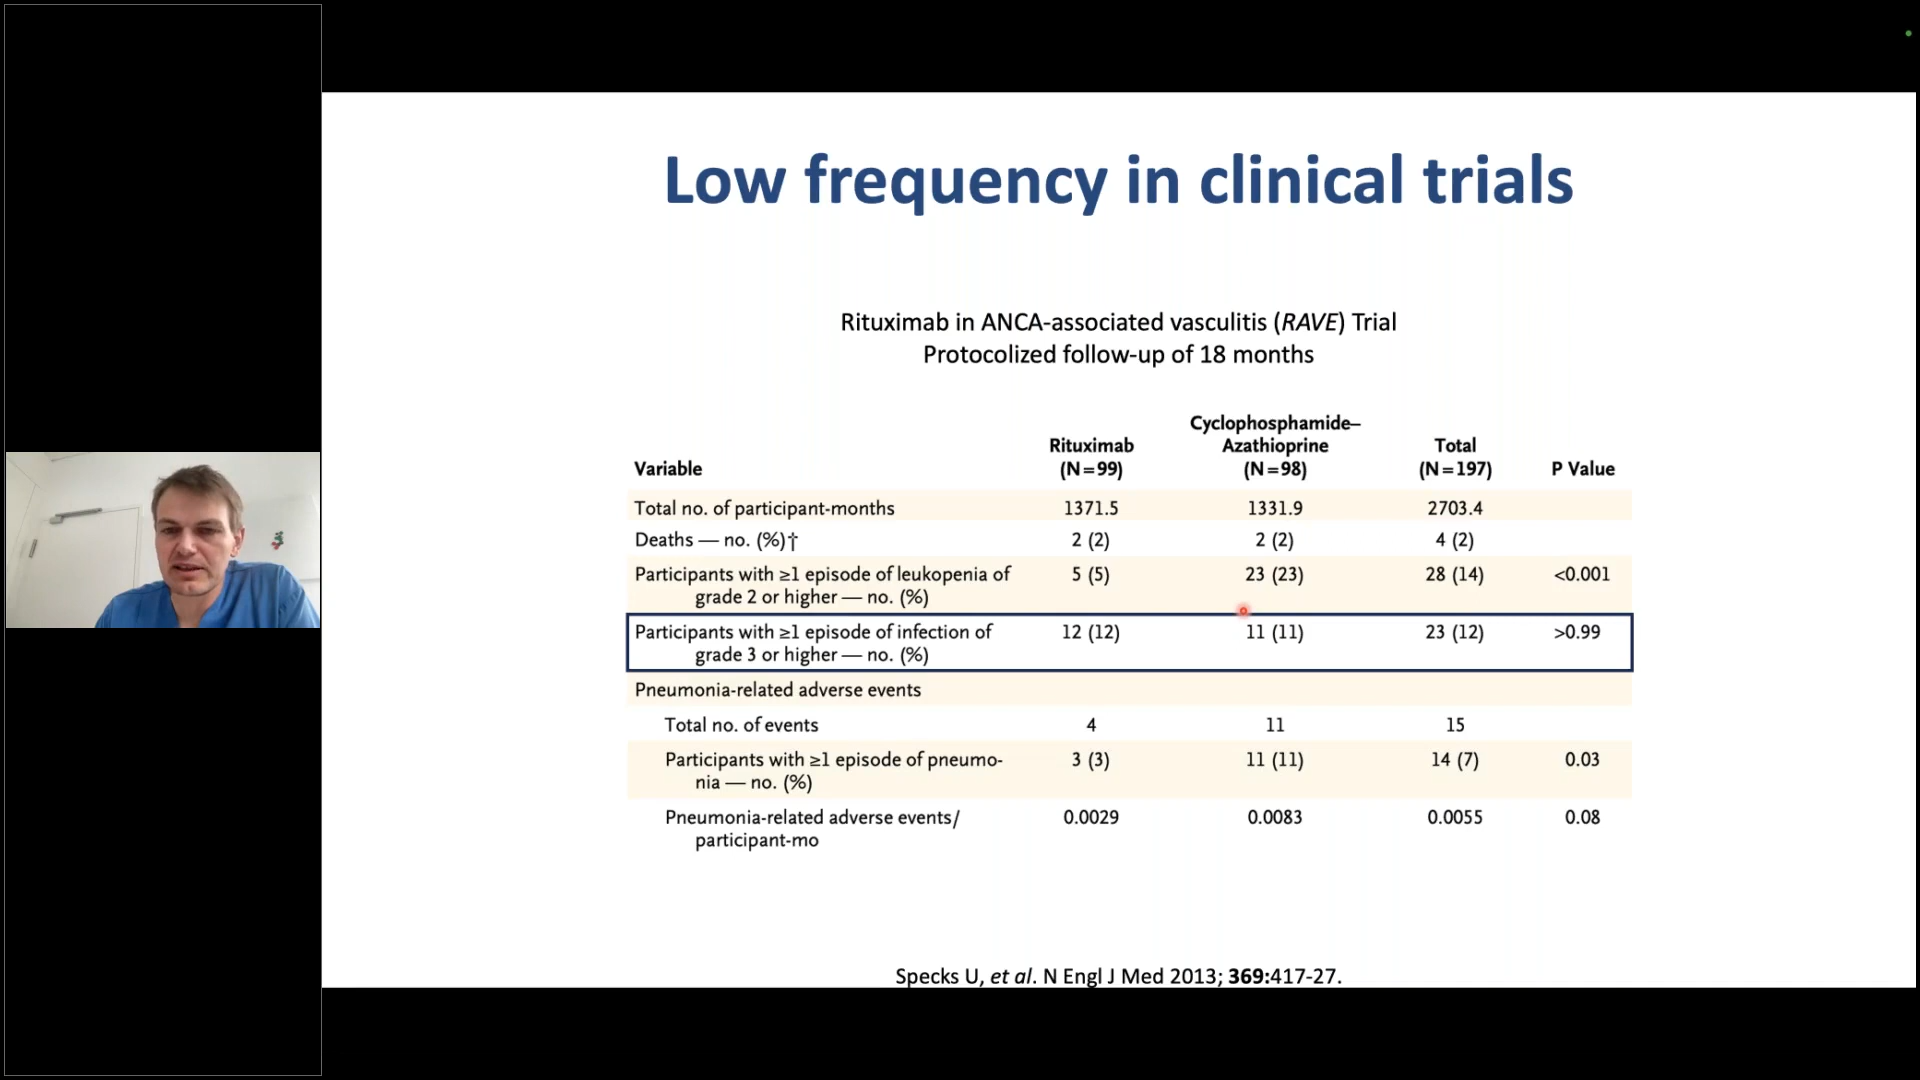 Low frequency in clinical trials
Rituximab in ANCA-associated vasculitis (RAVE) Trial
Protocolized follow-up of 18 months
Variable Rituximab (N=99) Cyclophosphamide–Azathioprine (N=98) Total (N=197) P Value
Total no. of participant-months 1371.5 1331.9 2703.4
Deaths — no. (%)† 2 (2) 2 (2) 4 (2)
Participants with ≥1 episode of leukopenia of 5 (5) 23 (23) 28 (14) <0.001
grade 2 or higher — no. (%)
Participants with ≥1 episode of infection of 12 (12) 11 (11) 23 (12) >0.99
grade 3 or higher — no. (%)
Pneumonia-related adverse events
Total no. of events 4 11 15
Participants with ≥1 episode of pneumo- 3 (3) 11 (11) 14 (7) 0.03
nia — no. (%)
Pneumonia-related adverse events/ 0.0029 0.0083 0.0055 0.08
participant-mo
Specks U, et al. N Engl J Med 2013; 369:417-27.